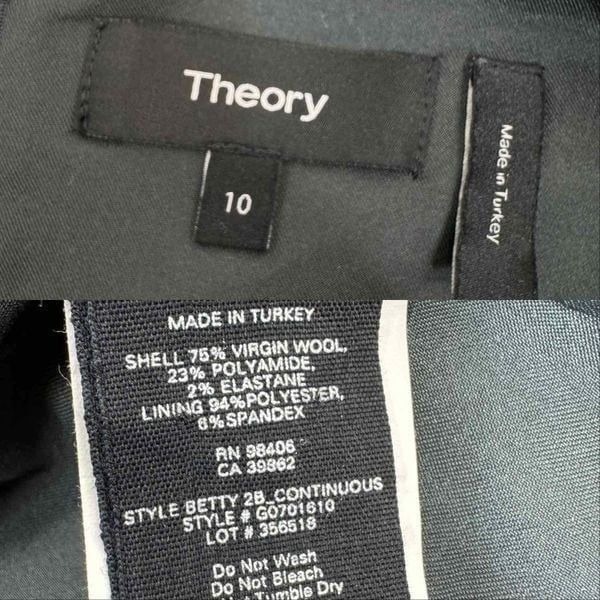 Theory
10
Made in Turkey
MADE IN TURKEY
SHELL 75% VIRGIN WOOL,
23% POLYAMIDE,
2% ELASTANE
LINING 94%POLYESTER,
6%SPANDEX
RN 98406
CA 39862
STYLE BETTY 2B_CONTINUOUS
STYLE # G0701610
LOT # 356518
Do Not Wash
Do Not Bleach
Tumble Dry